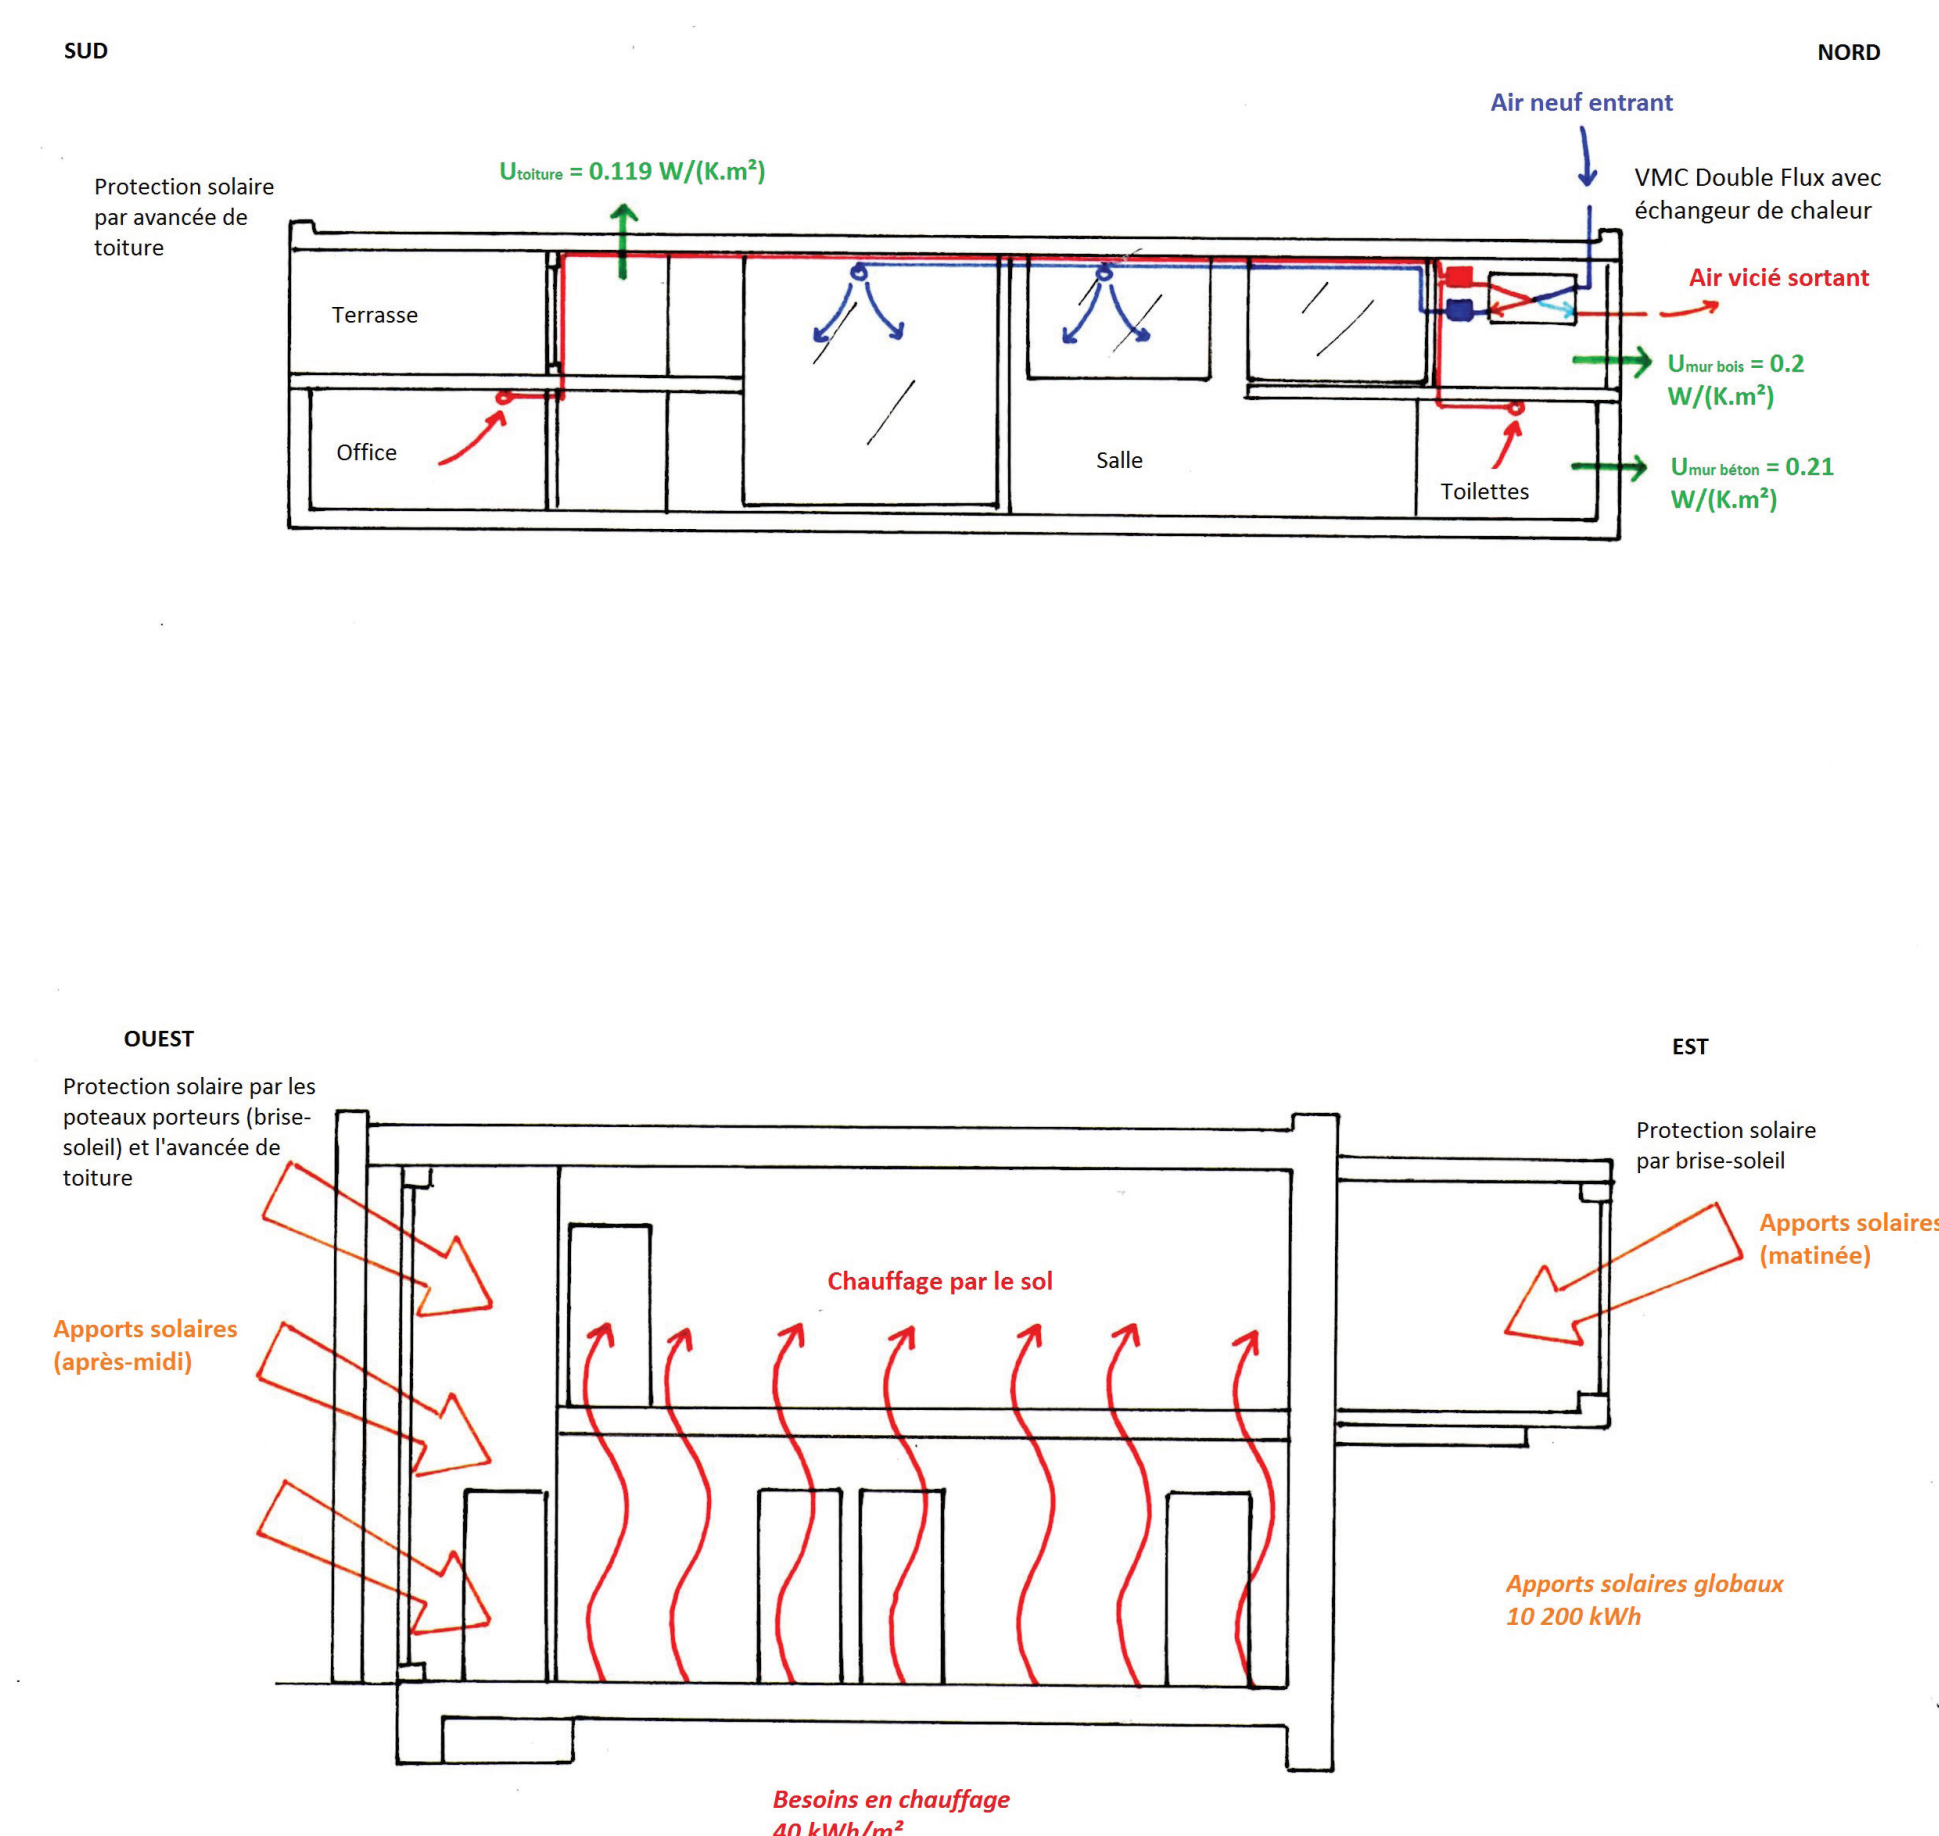 SUD
NORD
Air neuf entrant
Protection solaire
par avancée de
toiture
Utoiture = 0.119 W/(K.m²)
VMC Double Flux avec
échangeur de chaleur
Air vicié sortant
Terrasse
Umur bois = 0.2
W/(K.m²)
Office
Salle
Toilettes
Umur béton = 0.21
W/(K.m²)
OUEST
EST
Protection solaire par les
poteaux porteurs (brise-
soleil) et l'avancée de
toiture
Protection solaire
par brise-soleil
Apports solaires
(matinée)
Chauffage par le sol
Apports solaires
(après-midi)
Apports solaires globaux
10 200 kWh
Besoins en chauffage
40 kWh/m²